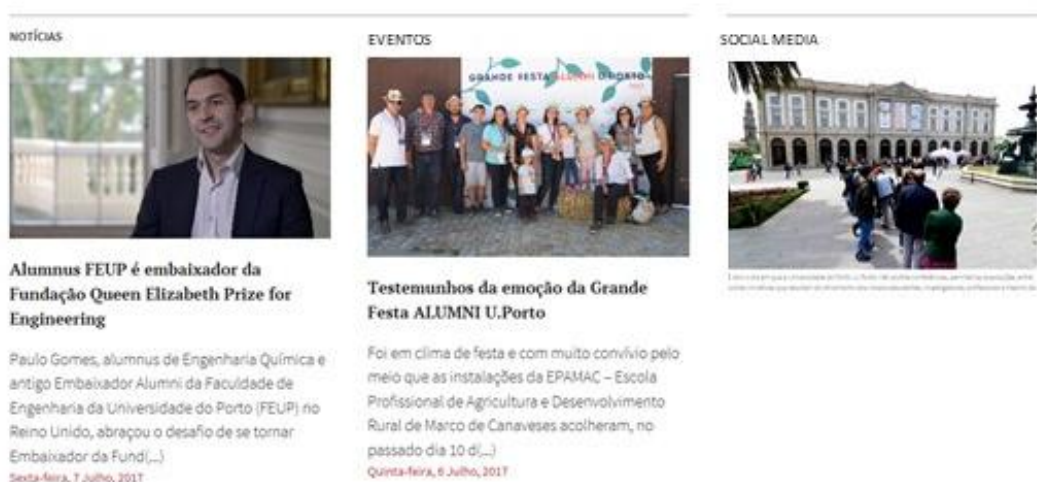 NOTÍCIAS
Alumnus FEUP é embaixador da
Fundação Queen Elizabeth Prize for
Engineering
Paulo Gomes, alumnus de Engenharia Química e
antigo Embaixador Alumni da Faculdade de
Engenharia da Universidade do Porto (FEUP) no
Reino Unido, abraçou o desafio de se tornar
Embaixador da Fund(...)
Sexta-feira, 7 Julho, 2017
EVENTOS
GRANDE FESTA ALUMNI U.PORTO
Testemunhos da emoção da Grande
Festa ALUMNI U.Porto
Foi em clima de festa e com muito convívio pelo
meio que as instalações da EPAMAC – Escola
Profissional de Agricultura e Desenvolvimento
Rural de Marco de Canaveses acolheram, no
passado dia 10 d(...)
Quinta-feira, 6 Julho, 2017
SOCIAL MEDIA